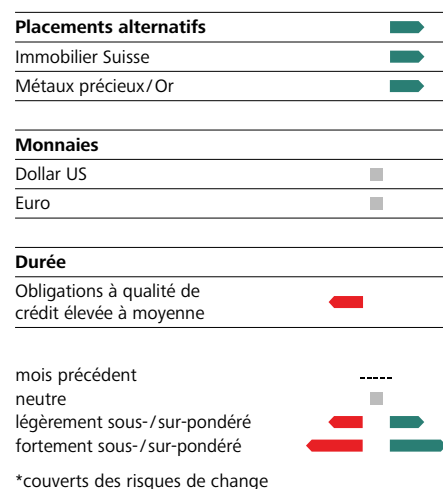 Placements alternatifs
Immobilier Suisse
Métaux précieux/Or
Monnaies
Dollar US
Euro
Durée
Obligations à qualité de
crédit élevée à moyenne
mois précédent
neutre
légèrement sous-/sur-pondéré
fortement sous-/sur-pondéré
*couverts des risques de change